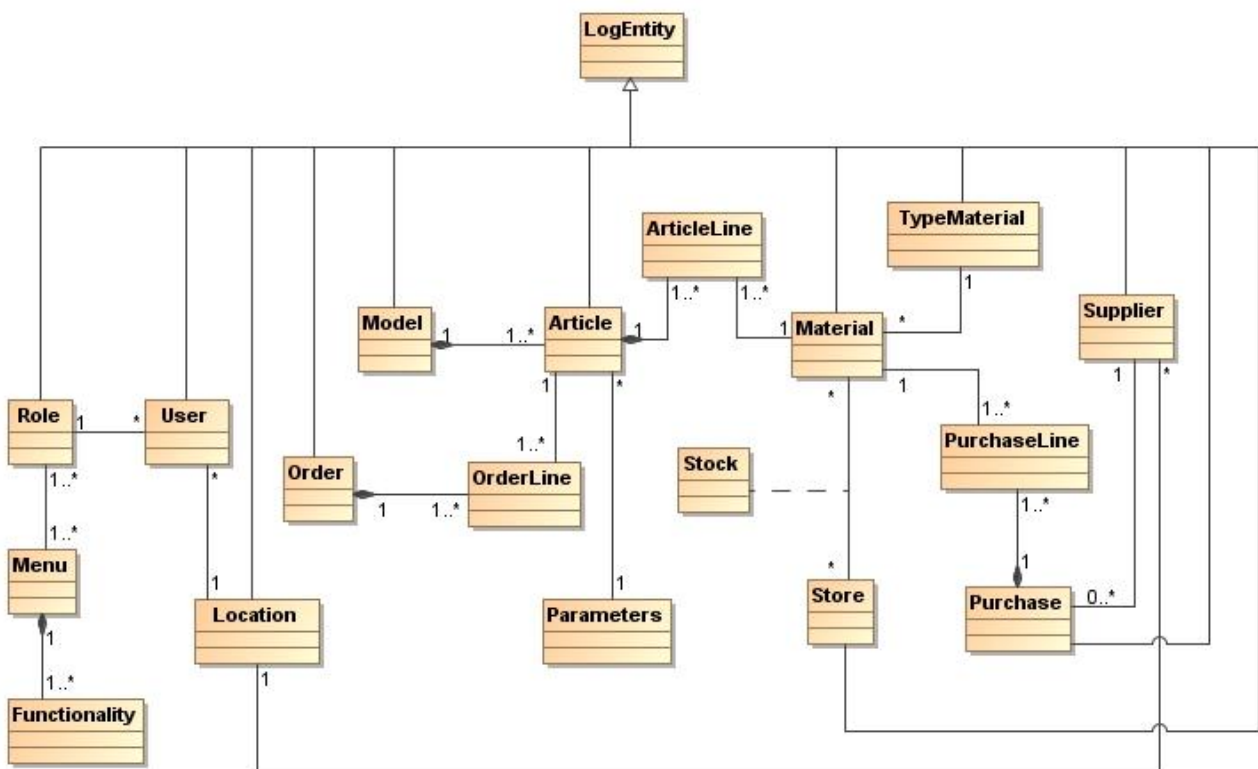 LogEntity
ArticleLine
TypeMaterial
1..*
1..*
1
Model
Article
Material
Supplier
1
1..*
1
1
*
1
*
1
1
*
1..*
Role
User
PurchaseLine
1
*
*
1..*
Order
OrderLine
Stock
1..*
*
1
1..*
1..*
1..*
Menu
1
1
*
1
Location
Parameters
Store
Purchase
0..*
1
1
1..*
Functionality